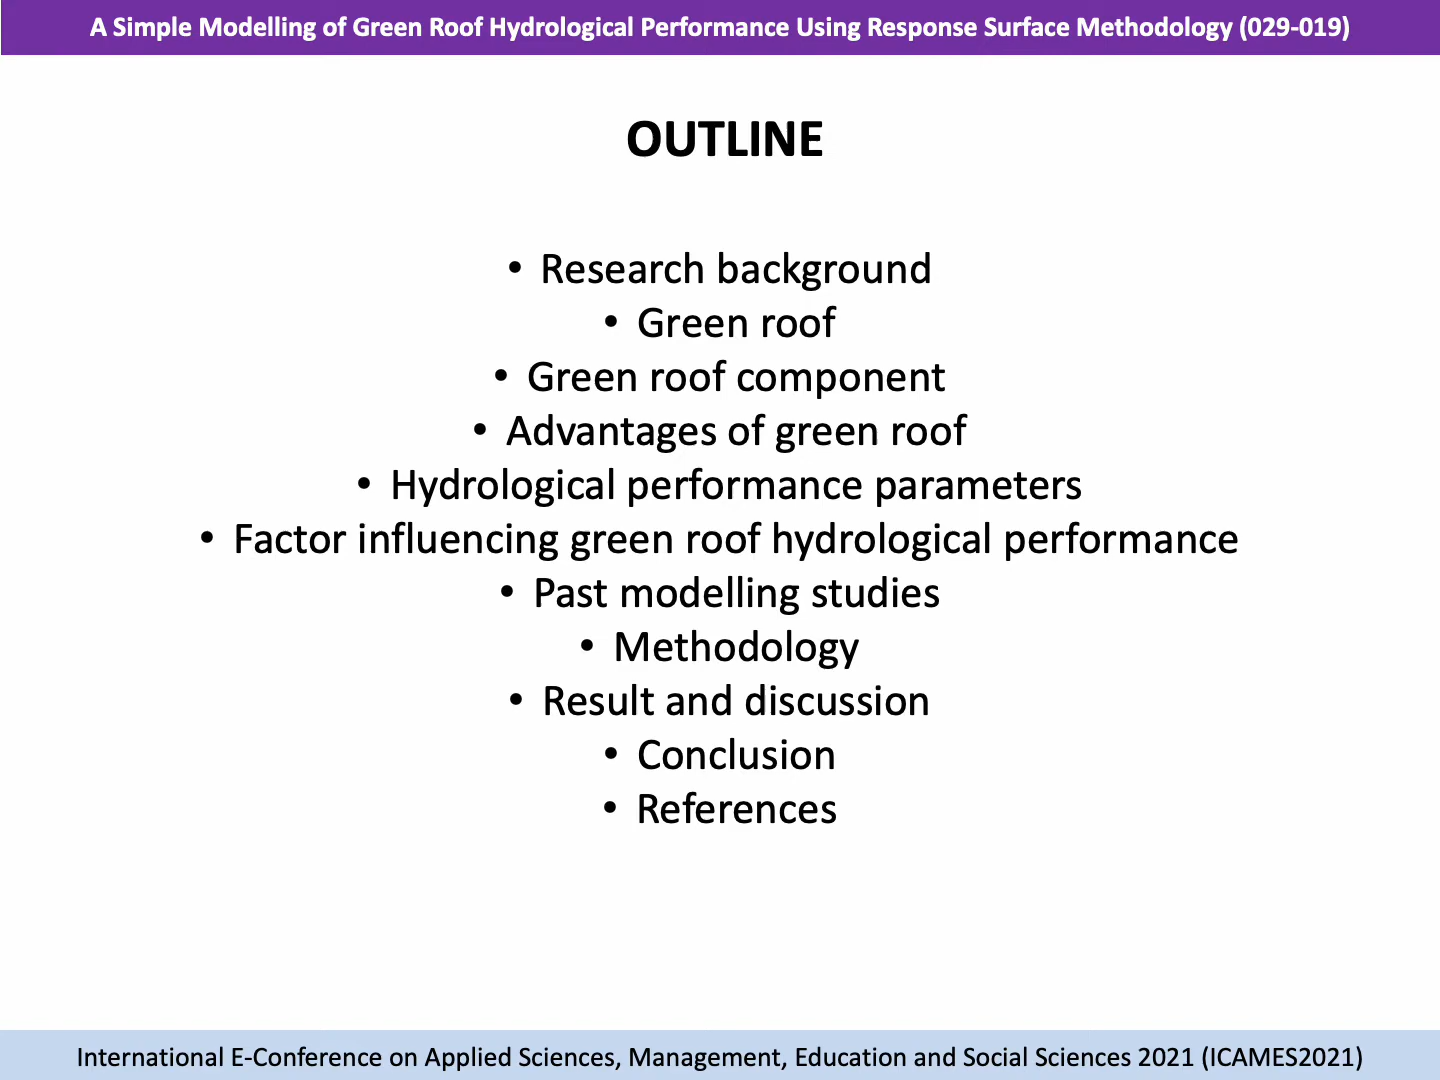 A Simple Modelling of Green Roof Hydrological Performance Using Response Surface Methodology (029-019)
OUTLINE
• Research background
• Green roof
• Green roof component
• Advantages of green roof
• Hydrological performance parameters
• Factor influencing green roof hydrological performance
• Past modelling studies
• Methodology
• Result and discussion
• Conclusion
• References
International E-Conference on Applied Sciences, Management, Education and Social Sciences 2021 (ICAMES2021)